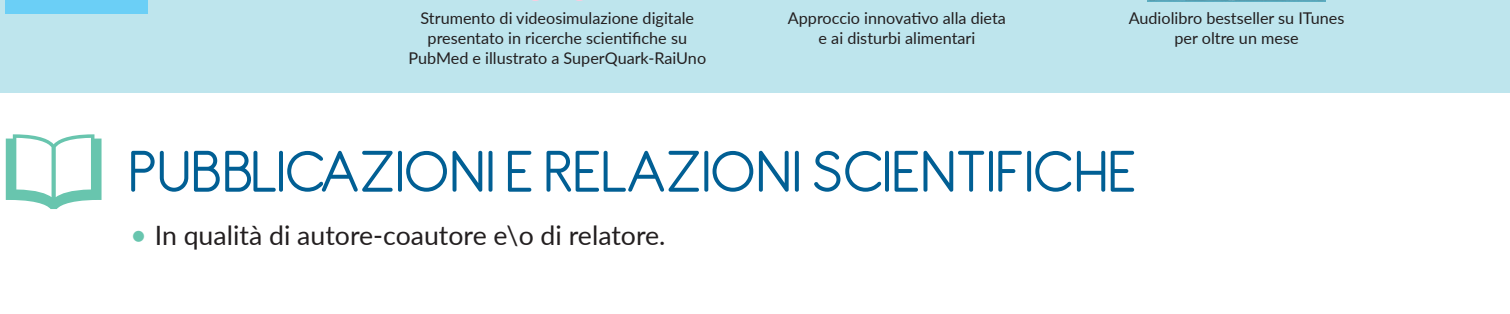 Strumento di videosimulazione digitale
presentato in ricerche scientifiche su
PubMed e illustrato a SuperQuark-RaiUno
Approccio innovativo alla dieta
e ai disturbi alimentari
Audiolibro bestseller su ITunes
per oltre un mese
PUBBLICAZIONI E RELAZIONI SCIENTIFICHE
• In qualità di autore-coautore e\o di relatore.